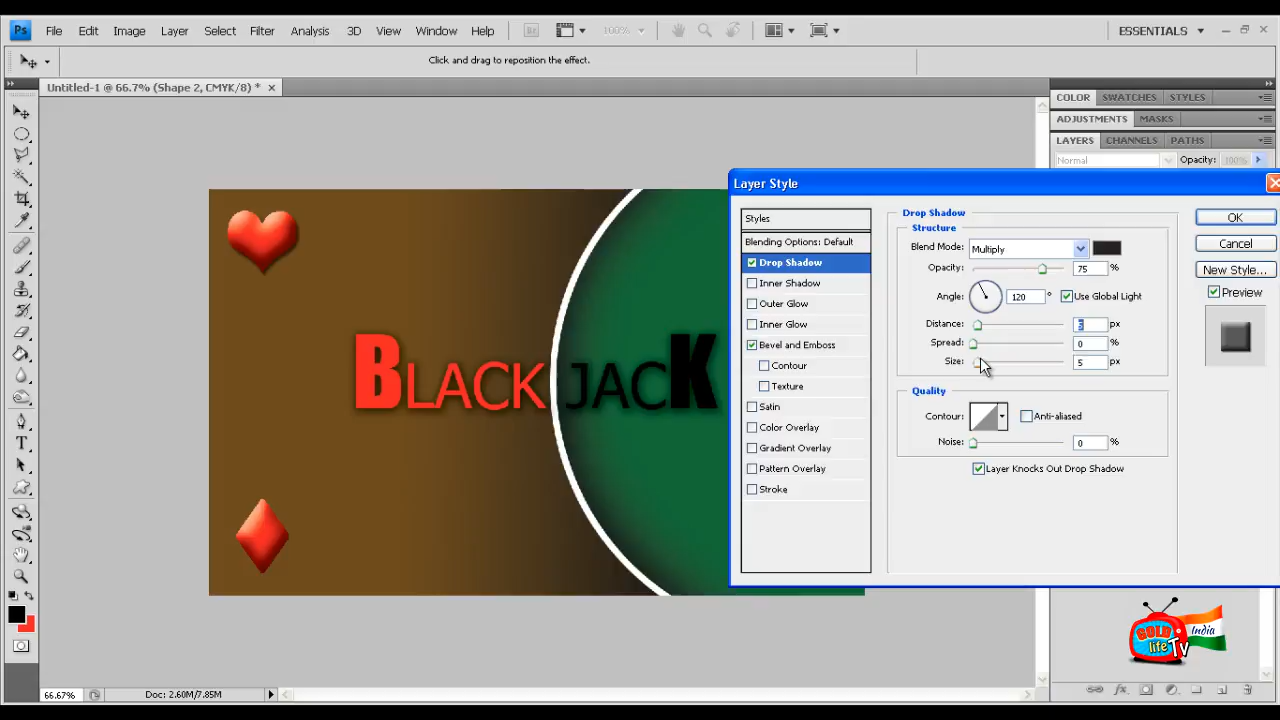 Ps File Edit Image Layer Select Filter Analysis 3D View Window Help Br 100% ESSENTIALS
Click and drag to reposition the effect.
Untitled-1 @ 66.7% (Shape 2, CMYK/8) *
COLOR SWATCHES STYLES
ADJUSTMENTS MASKS
LAYERS CHANNELS PATHS
Normal Opacity: 100%
BLACK JACK
Layer Style
Styles
Blending Options: Default
Drop Shadow
Inner Shadow
Outer Glow
Inner Glow
Bevel and Emboss
Contour
Texture
Satin
Color Overlay
Gradient Overlay
Pattern Overlay
Stroke
Drop Shadow
Structure
Blend Mode: Multiply
Opacity: 75 %
Angle: 120 ° Use Global Light
Distance: 5 px
Spread: 0 %
Size: 5 px
Quality
Contour: Anti-aliased
Noise: 0 %
Layer Knocks Out Drop Shadow
OK
Cancel
New Style...
Preview
GOLD
life
TV
India
66.67% Doc: 2.60M/7.85M